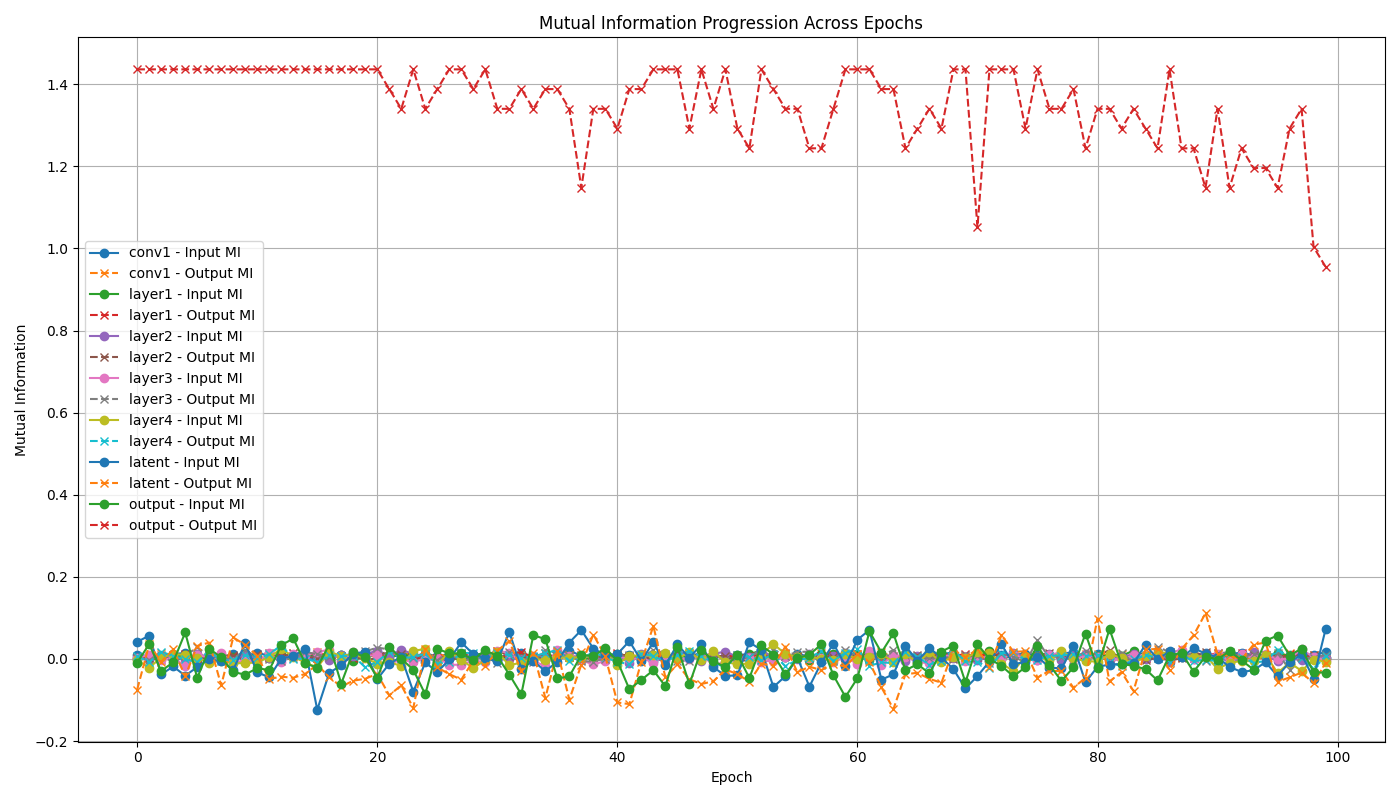 Mutual Information Progression Across Epochs
Mutual Information
1.4
1.2
1.0
0.8
0.6
0.4
0.2
0.0
−0.2
conv1 - Input MI
conv1 - Output MI
layer1 - Input MI
layer1 - Output MI
layer2 - Input MI
layer2 - Output MI
layer3 - Input MI
layer3 - Output MI
layer4 - Input MI
layer4 - Output MI
latent - Input MI
latent - Output MI
output - Input MI
output - Output MI
0 20 40 60 80 100
Epoch